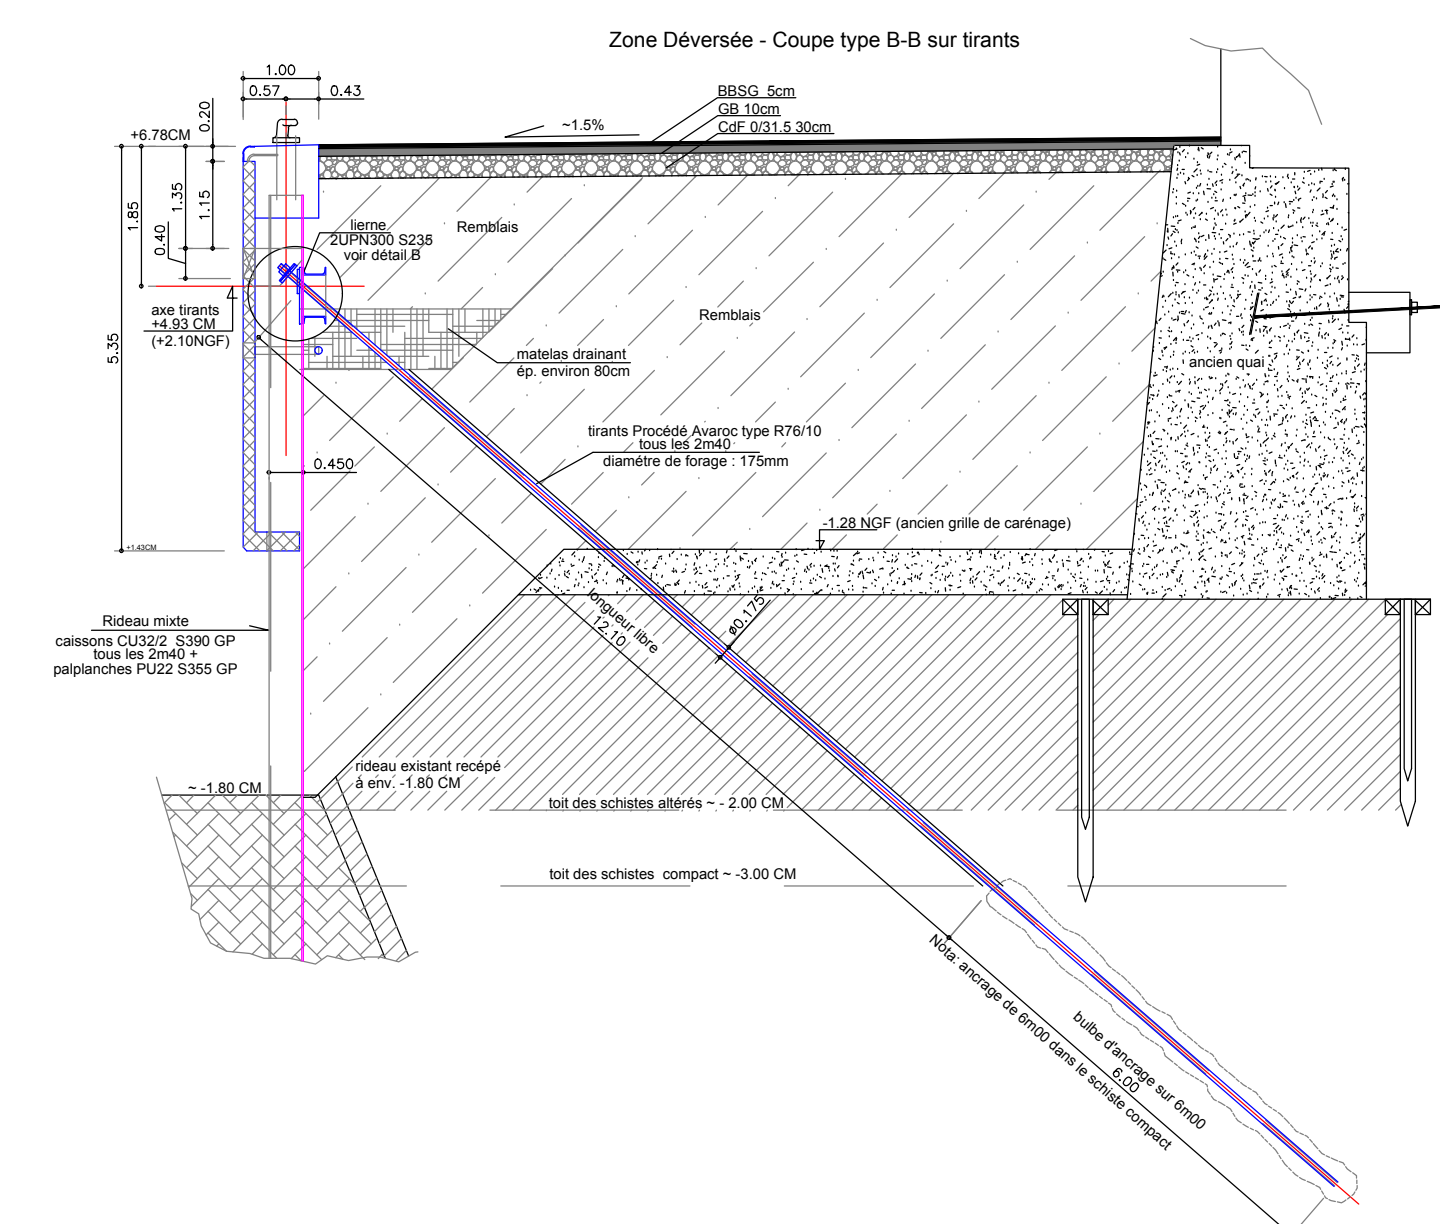 Zone Déversée - Coupe type B-B sur tirants
1.00
0.57
0.43
0.20
+6.78CM
BBSG 5cm
GB 10cm
CdF 0/31.5 30cm
~1.5%
1.85
1.35
1.15
0.40
5.35
lierne
2UPN300 S235
voir détail B
Remblais
Remblais
axe tirants
+4.93 CM
(+2.10NGF)
matelas drainant
ép. environ 80cm
ancien quai
tirants Procédé Avaroc type R76/10
tous les 2m40
diamétre de forage : 175mm
0.450
+1.43CM
-1.28 NGF (ancien grille de carénage)
longueur libre
12.10
ø0.175
Rideau mixte
caissons CU32/2 S390 GP
tous les 2m40 +
palplanches PU22 S355 GP
rideau existant recépé
à env. -1.80 CM
~ -1.80 CM
toit des schistes altérés ~ - 2.00 CM
toit des schistes compact ~ -3.00 CM
Nota: ancrage de 6m00 dans le schiste compact
bulbe d'ancrage sur 6m00
6.00